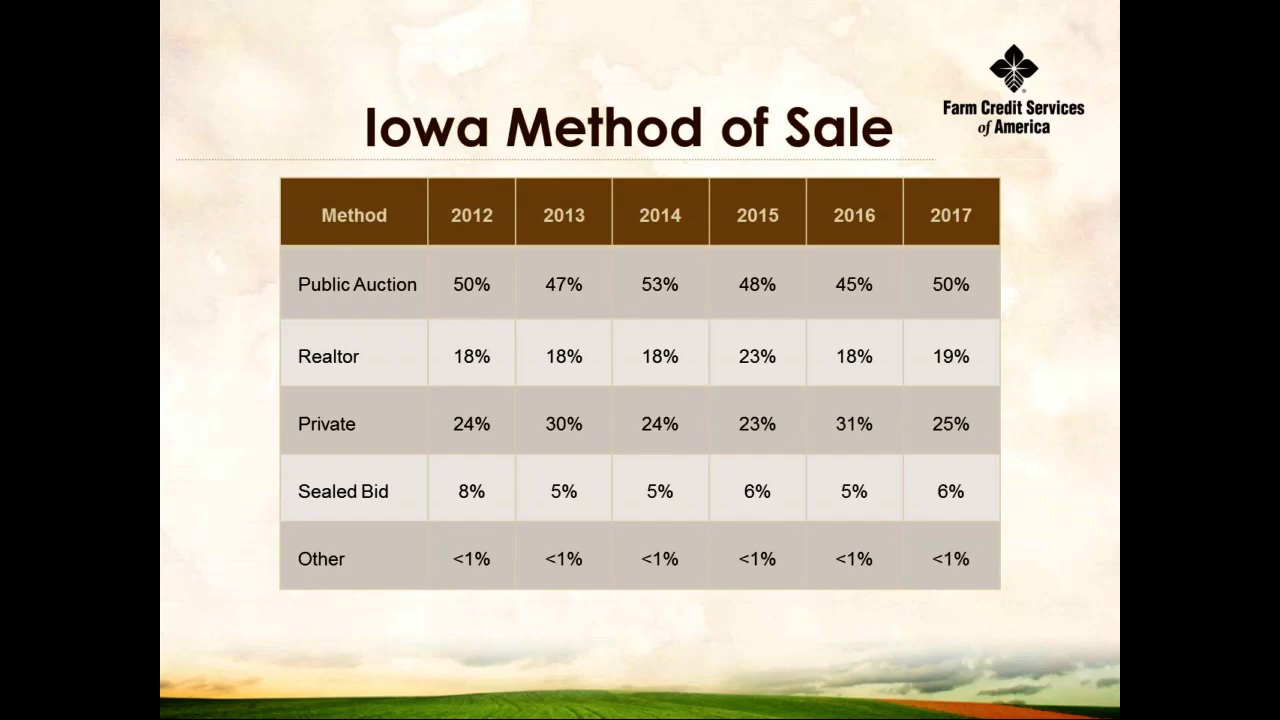 Farm Credit Services
of America
Iowa Method of Sale
Method 2012 2013 2014 2015 2016 2017
Public Auction 50% 47% 53% 48% 45% 50%
Realtor 18% 18% 18% 23% 18% 19%
Private 24% 30% 24% 23% 31% 25%
Sealed Bid 8% 5% 5% 6% 5% 6%
Other <1% <1% <1% <1% <1% <1%